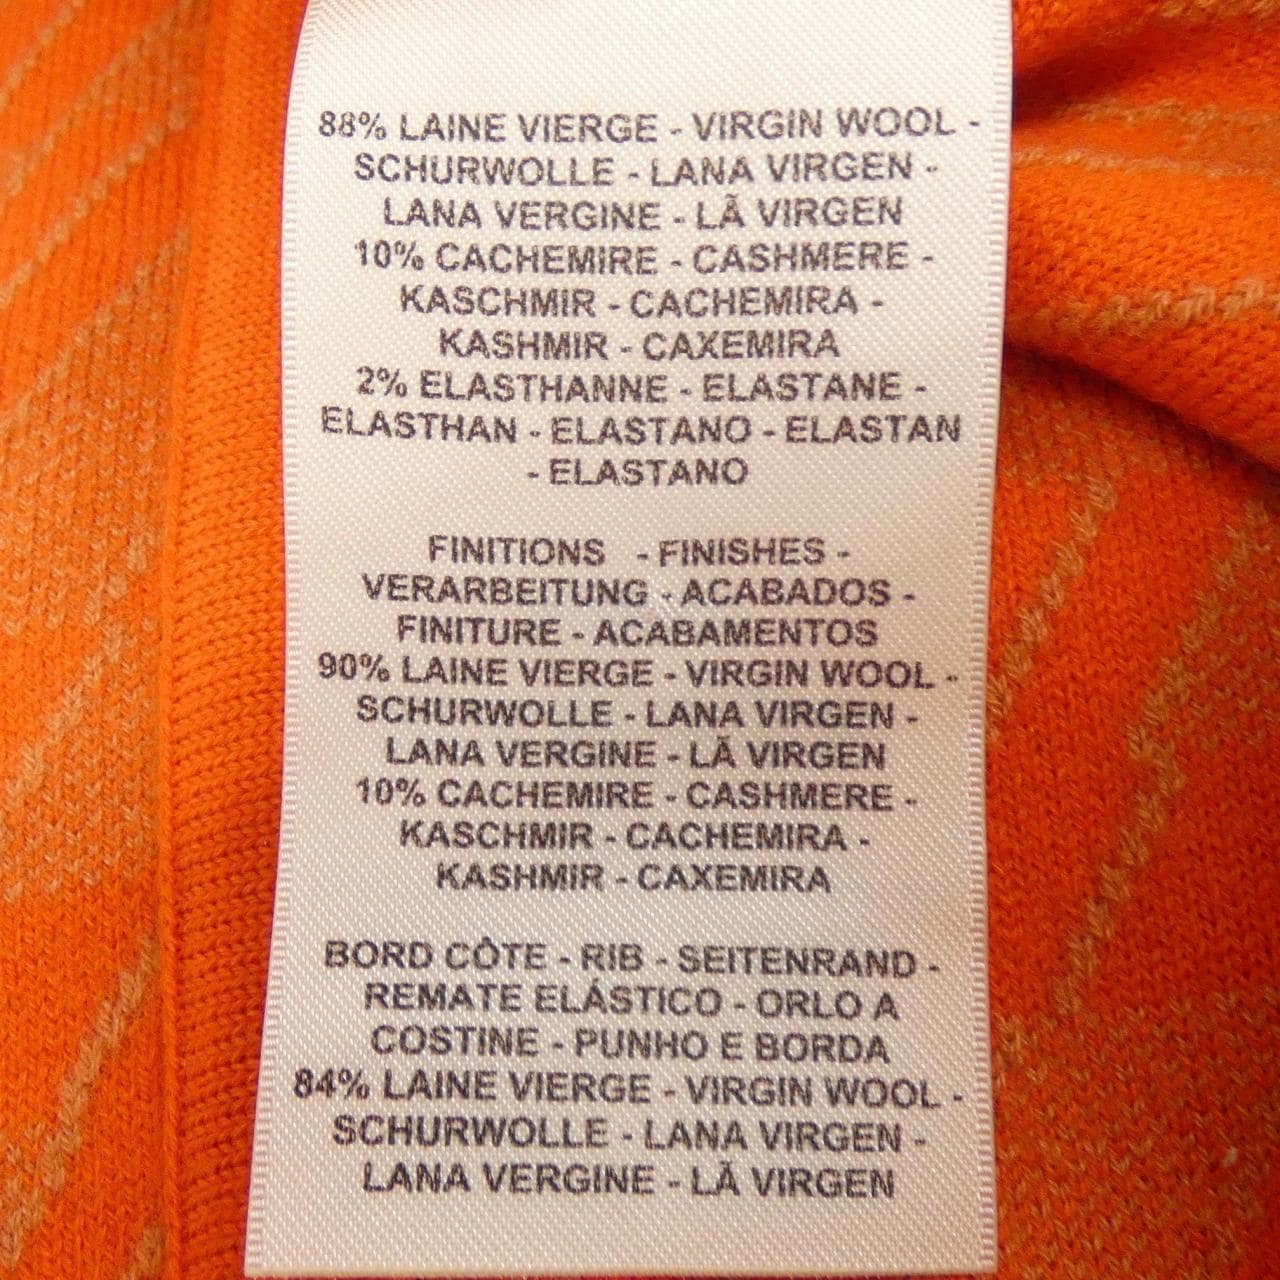 88% LAINE VIERGE - VIRGIN WOOL -
SCHURWOLLE - LANA VIRGEN -
LANA VERGINE - LÃ VIRGEN
10% CACHEMIRE - CASHMERE -
KASCHMIR - CACHEMIRA -
KASHMIR - CAXEMIRA
2% ELASTHANNE - ELASTANE -
ELASTHAN - ELASTANO - ELASTAN
- ELASTANO
FINITIONS - FINISHES -
VERARBEITUNG - ACABADOS -
FINITURE - ACABAMENTOS
90% LAINE VIERGE - VIRGIN WOOL -
SCHURWOLLE - LANA VIRGEN -
LANA VERGINE - LÃ VIRGEN
10% CACHEMIRE - CASHMERE -
KASCHMIR - CACHEMIRA -
KASHMIR - CAXEMIRA
BORD CÔTE - RIB - SEITENRAND -
REMATE ELÁSTICO - ORLO A
COSTINE - PUNHO E BORDA
84% LAINE VIERGE - VIRGIN WOOL -
SCHURWOLLE - LANA VIRGEN -
LANA VERGINE - LÃ VIRGEN